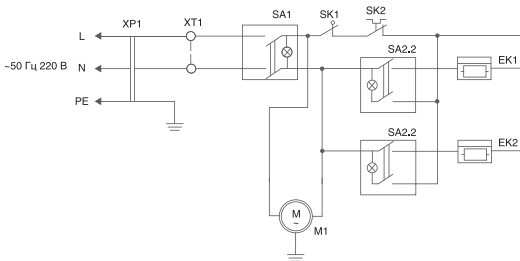 XP1 XT1 SA1 SK1 SK2
L
SA2.2
~50 Гц 220 В N EK1
PE
SA2.2
EK2
M
~
M1